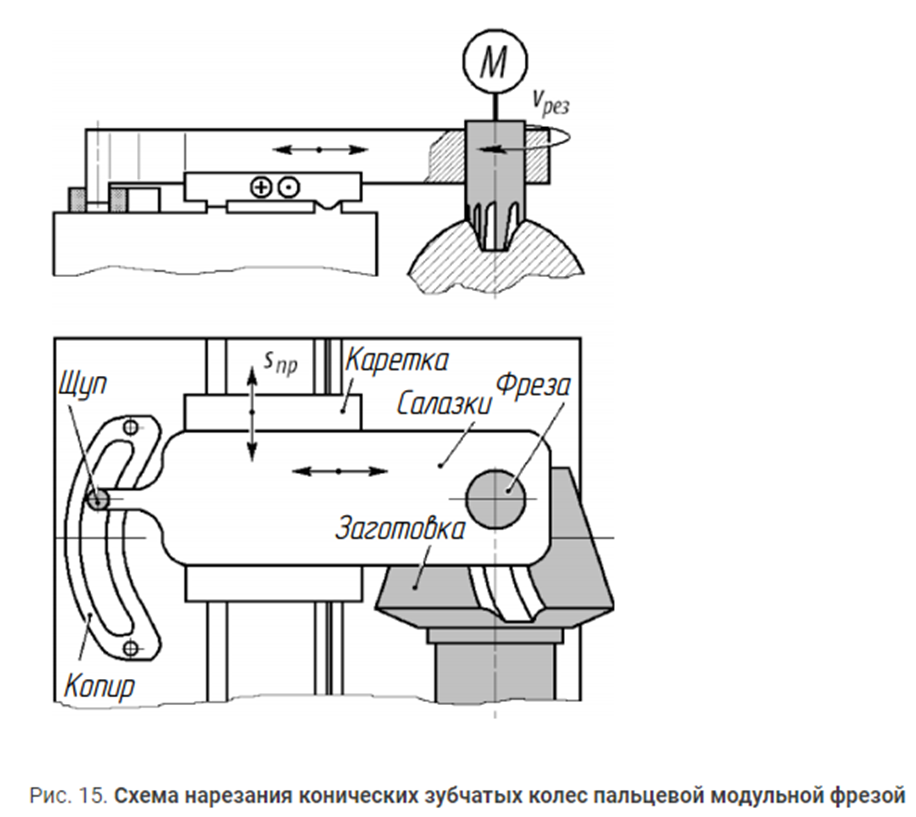 М
vрез
Щуп
sпр
Каретка
Салазки
Фреза
Заготовка
Копир
Рис. 15. Схема нарезания конических зубчатых колес пальцевой модульной фрезой